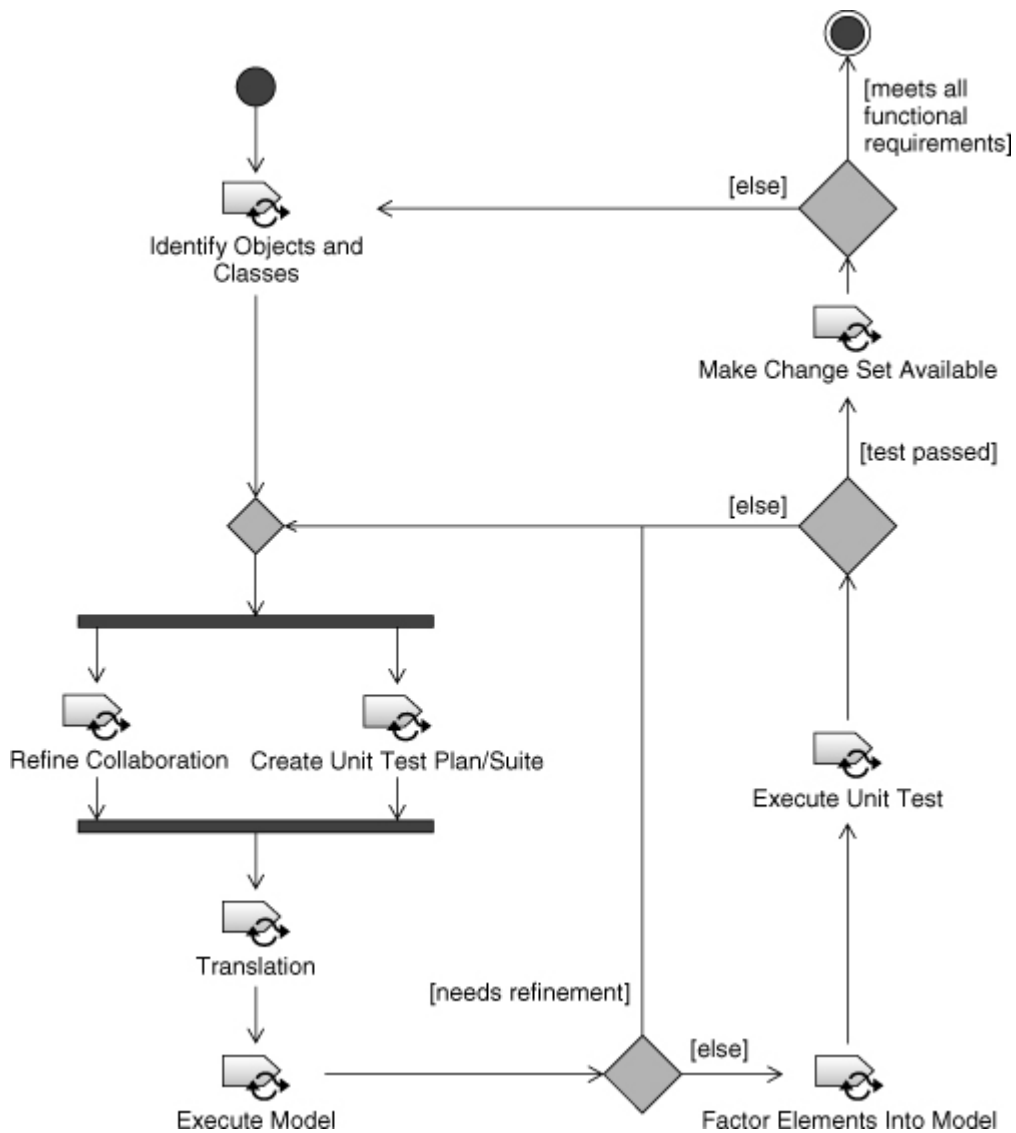 [meets all
functional
requirements]
[else]
Identify Objects and
Classes
Make Change Set Available
[test passed]
[else]
Refine Collaboration
Create Unit Test Plan/Suite
Execute Unit Test
Translation
[needs refinement]
[else]
Execute Model
Factor Elements Into Model